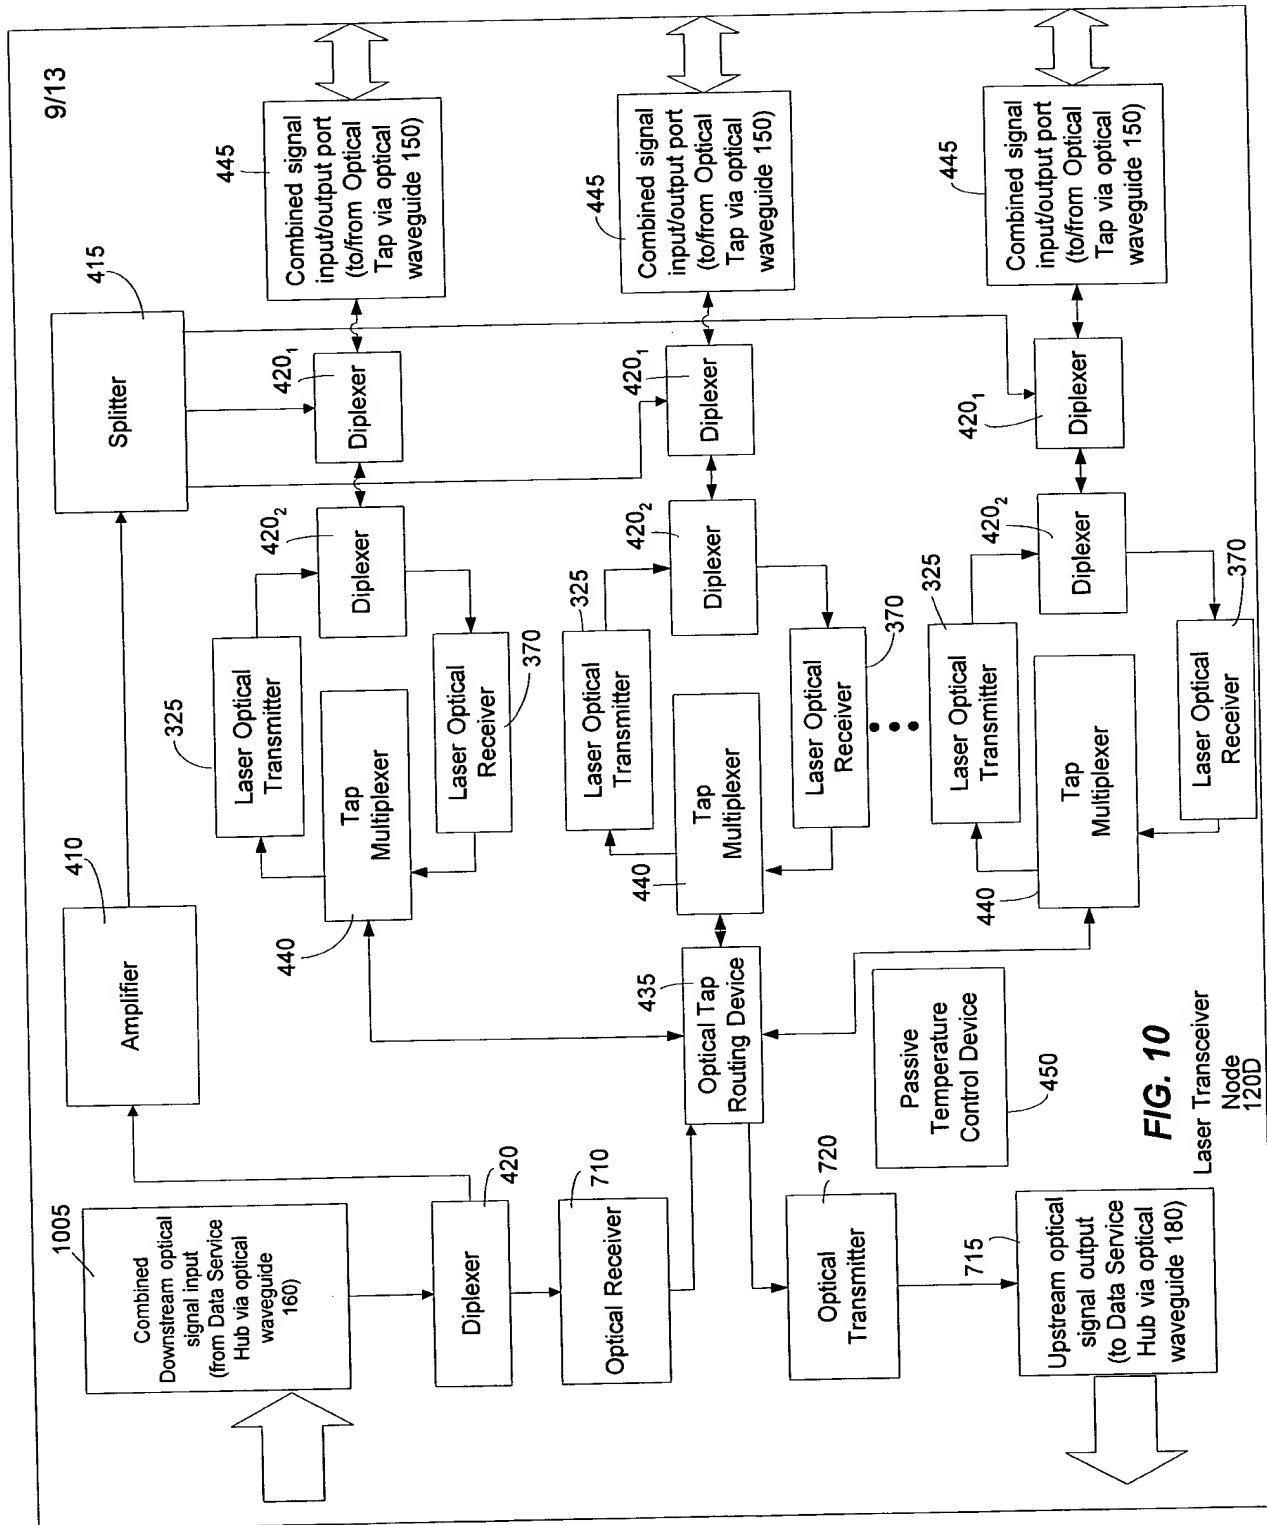 9/13
1005
Combined
Downstream optical
signal input
(from Data Service
Hub via optical
waveguide
160)
410
Amplifier
415
Splitter
445
Combined signal
input/output port
(to/from Optical
Tap via optical
waveguide 150)
420
Diplexer
710
Optical Receiver
325
Laser Optical
Transmitter
440
Tap
Multiplexer
370
Laser Optical
Receiver
420₂
Diplexer
420₁
Diplexer
435
Optical Tap
Routing Device
325
Laser Optical
Transmitter
440
Tap
Multiplexer
370
Laser Optical
Receiver
420₂
Diplexer
420₁
Diplexer
445
Combined signal
input/output port
(to/from Optical
Tap via optical
waveguide 150)
720
Optical
Transmitter
715
Upstream optical
signal output
(to Data Service
Hub via optical
waveguide 180)
Passive
Temperature
Control Device
450
325
Laser Optical
Transmitter
440
Tap
Multiplexer
370
Laser Optical
Receiver
420₂
Diplexer
420₁
Diplexer
445
Combined signal
input/output port
(to/from Optical
Tap via optical
waveguide 150)
FIG. 10
Laser Transceiver
Node
120D